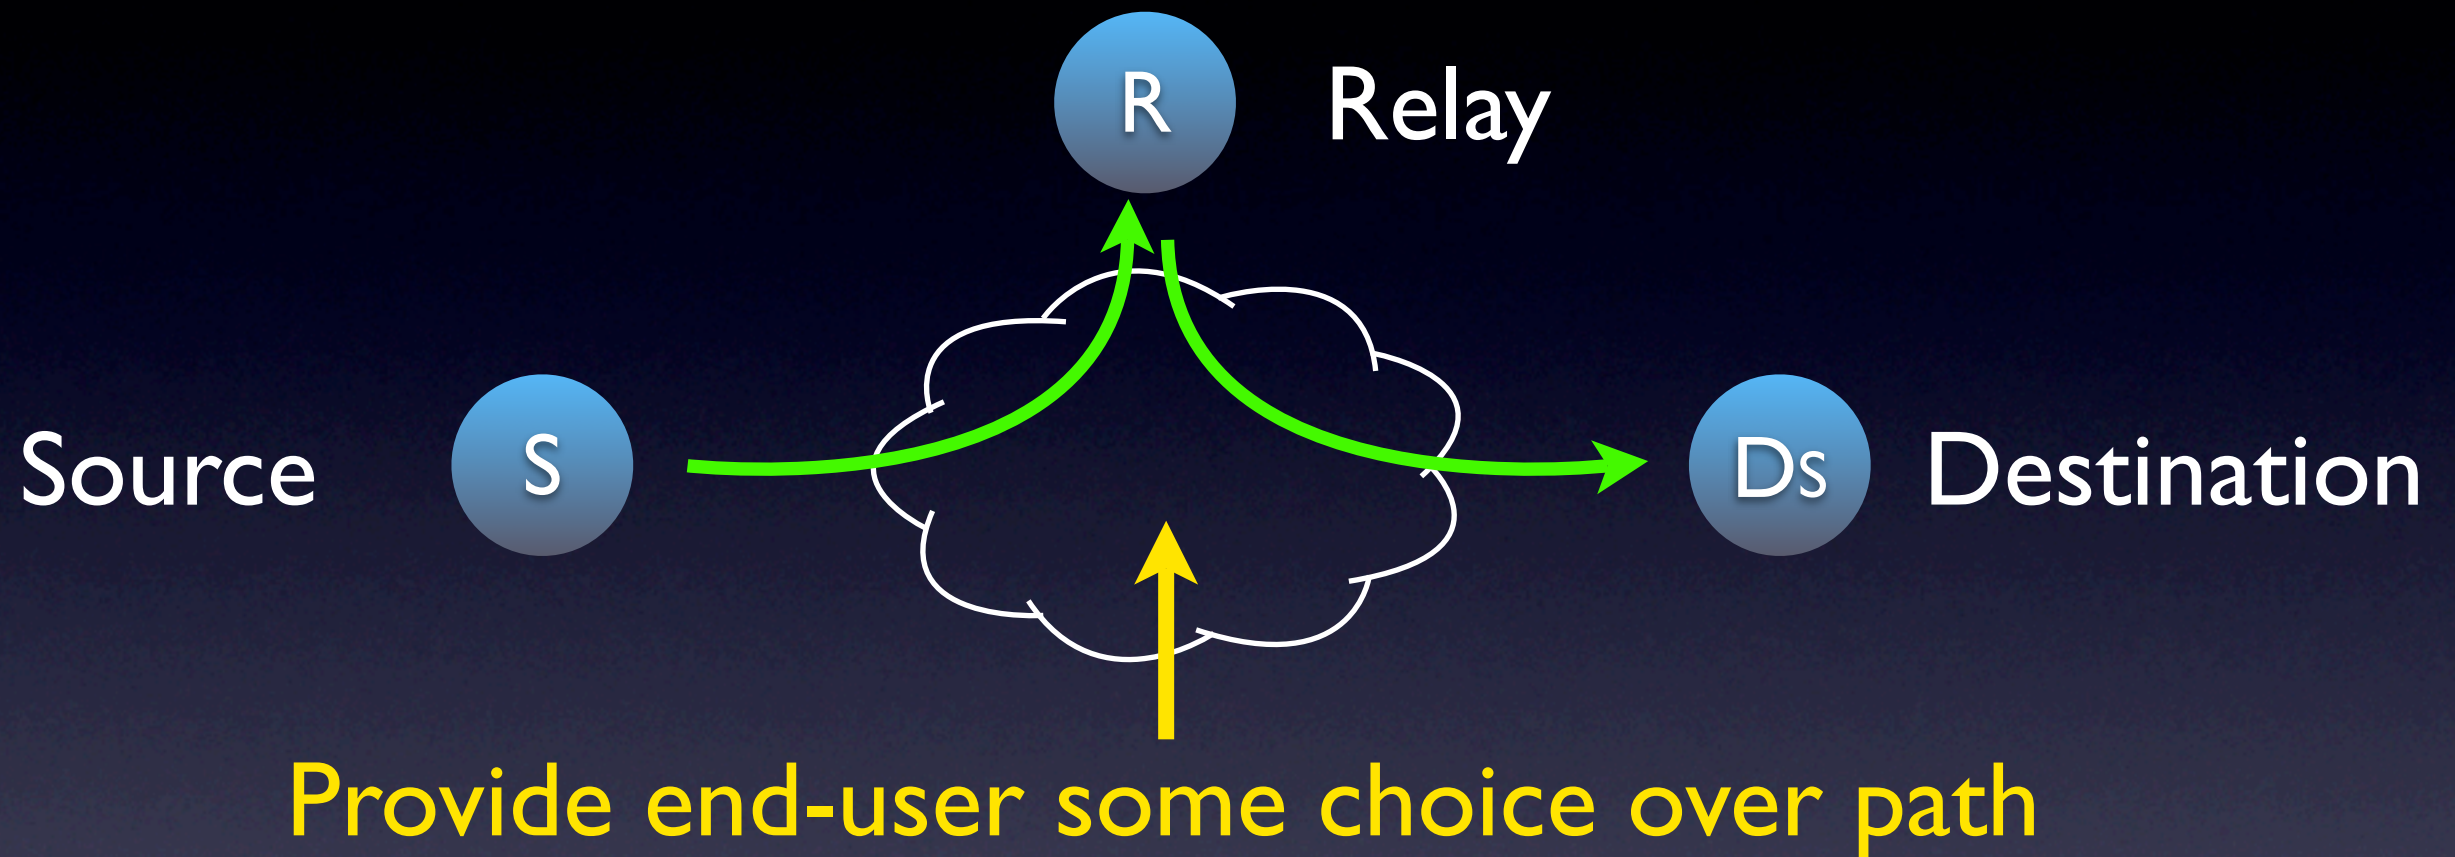 R Relay
Source S Ds Destination
Provide end-user some choice over path